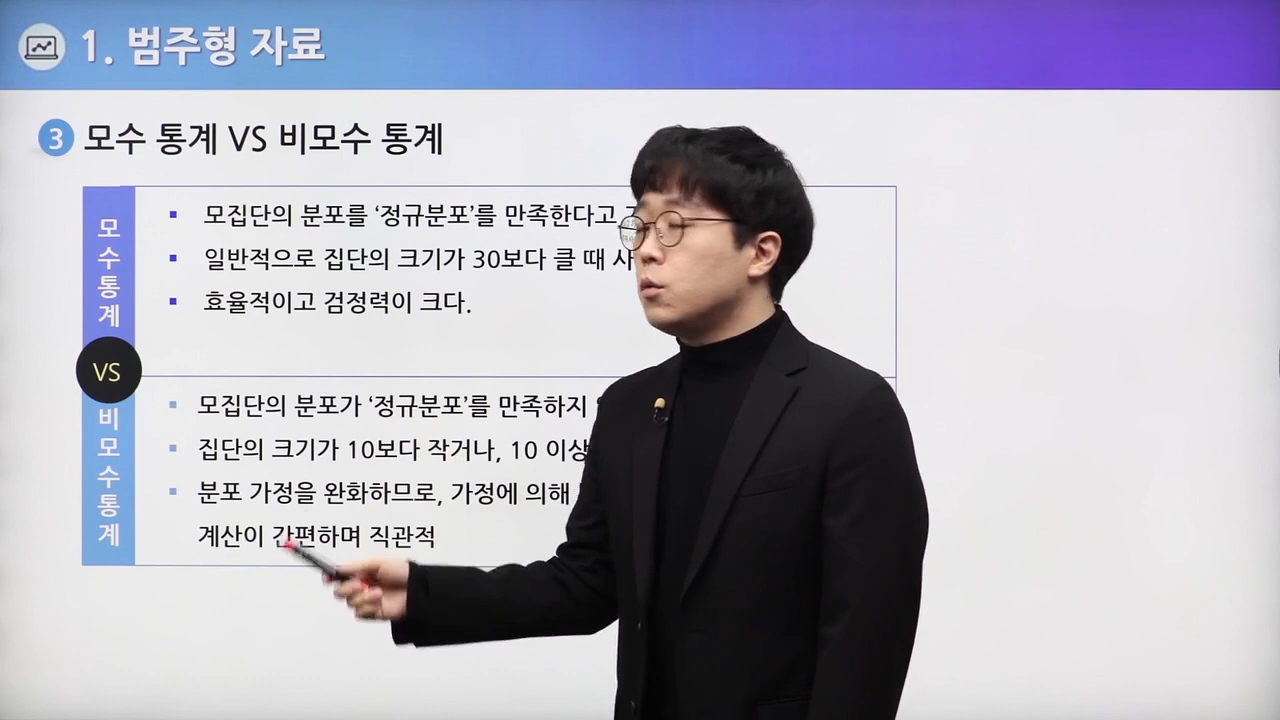 1. 범주형 자료
3 모수 통계 VS 비모수 통계
모수통계
▪ 모집단의 분포를 ‘정규분포’를 만족한다고
▪ 일반적으로 집단의 크기가 30보다 클 때
▪ 효율적이고 검정력이 크다.
VS
비모수통계
▪ 모집단의 분포가 ‘정규분포’를 만족하지
▪ 집단의 크기가 10보다 작거나, 10 이상
▪ 분포 가정을 완화하므로, 가정에 의해
계산이 간편하며 직관적